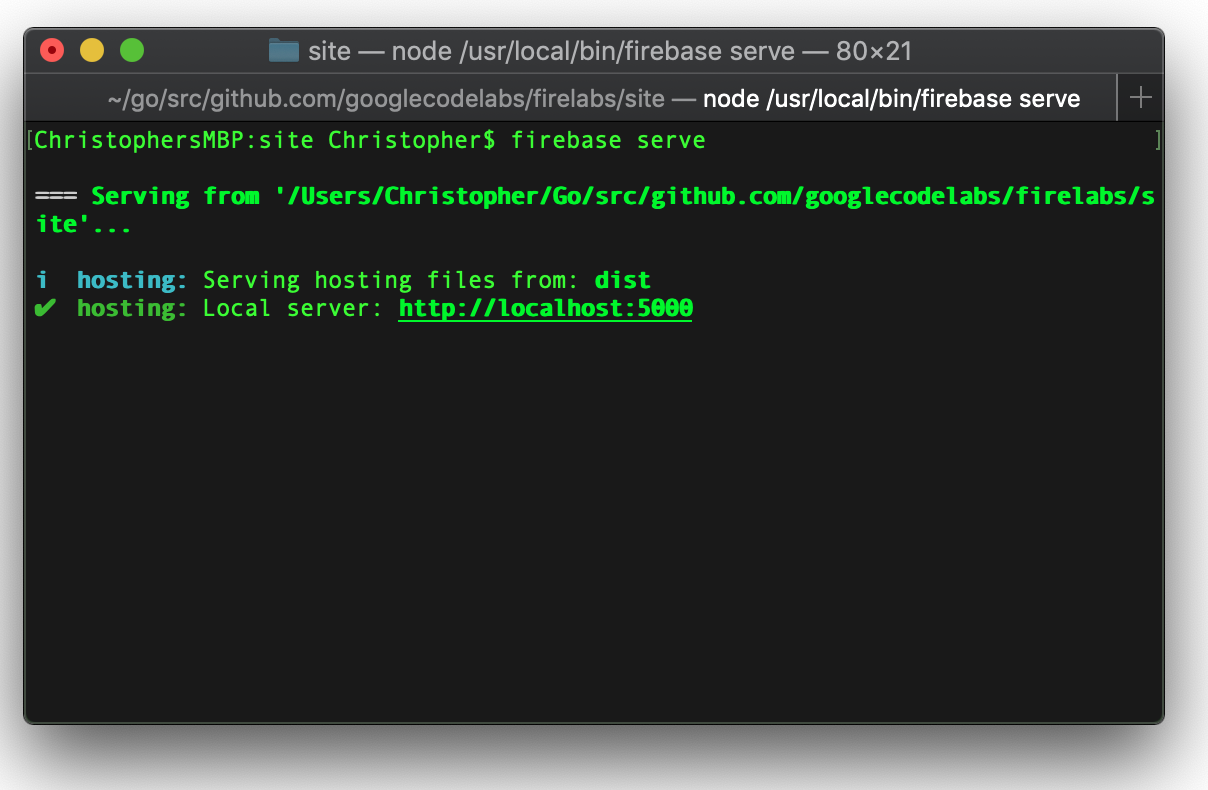 site — node /usr/local/bin/firebase serve — 80×21
~/go/src/github.com/googlecodelabs/firelabs/site — node /usr/local/bin/firebase serve
[ChristophersMBP:site Christopher$ firebase serve ]
=== Serving from '/Users/Christopher/Go/src/github.com/googlecodelabs/firelabs/s
ite'...
i  hosting: Serving hosting files from: dist
✔  hosting: Local server: http://localhost:5000